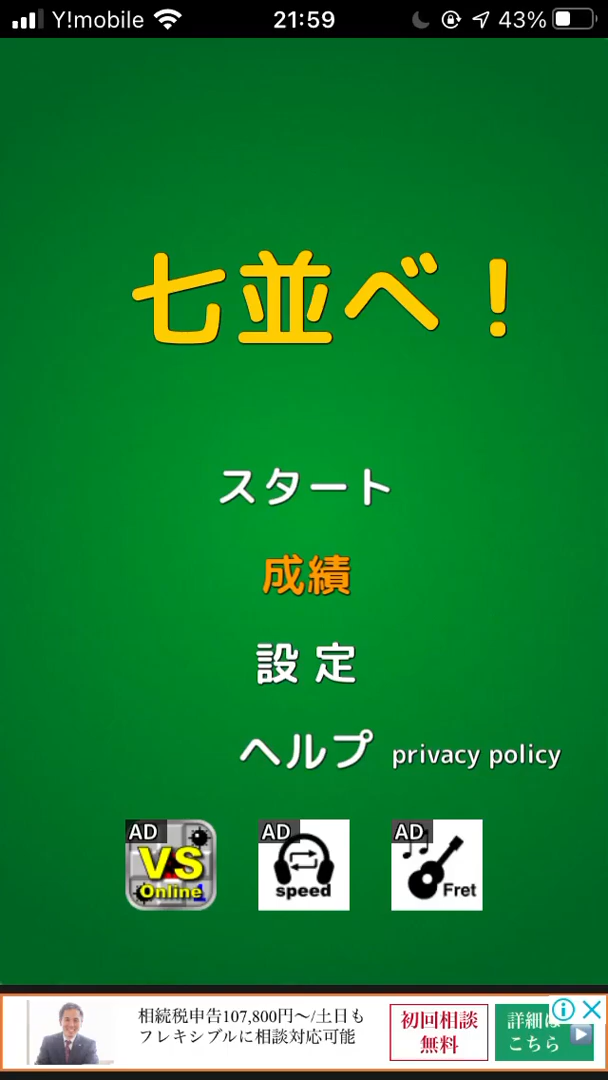 Y!mobile 21:59 43%
七並べ！
スタート
成績
設定
ヘルプ privacy policy
AD AD AD
VS
Online
speed
Fret
相続税申告107,800円〜/土日も
フレキシブルに相談対応可能
初回相談
無料
詳細は
こちら